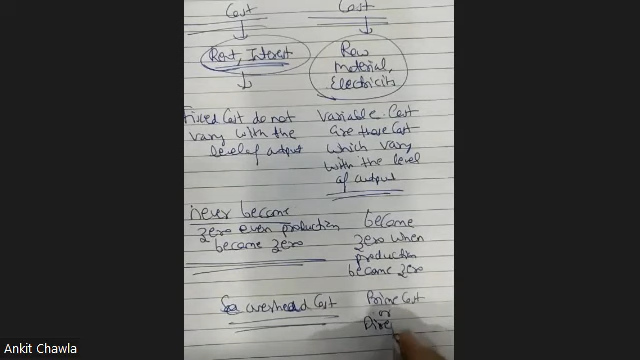 Cost
Cost
Rent, Interest
Raw
Material,
Electricity
Fixed Cost do not
vary with the
level of output
Variable Cost
are those Cost
which vary
with the level
of output
never become
zero even production
become zero
become
zero when
production
become zero
overhead Cost
Prime Cost
or
Dire
Ankit Chawla